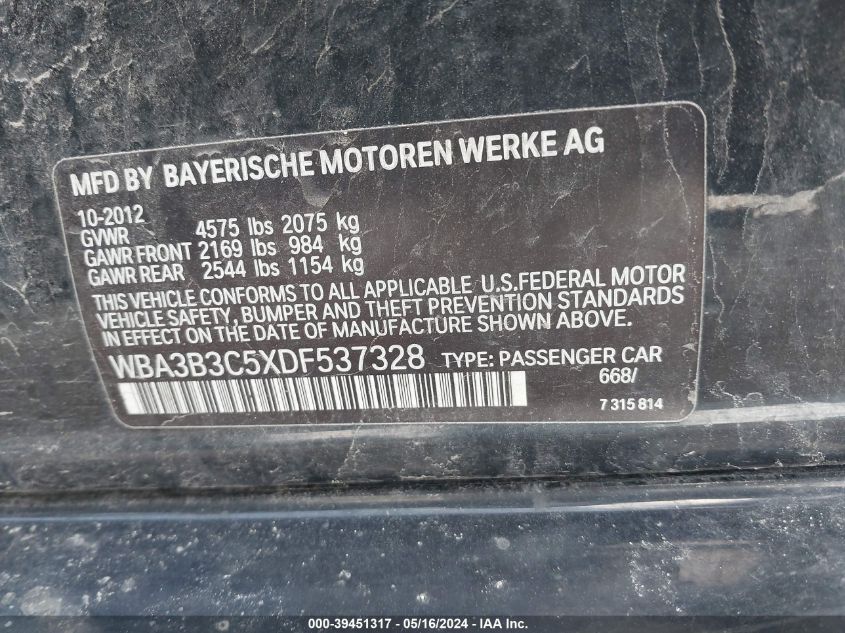 MFD BY BAYERISCHE MOTOREN WERKE AG
10-2012
GVWR 4575 lbs 2075 kg
GAWR FRONT 2169 lbs 984 kg
GAWR REAR 2544 lbs 1154 kg
THIS VEHICLE CONFORMS TO ALL APPLICABLE U.S.FEDERAL MOTOR
VEHICLE SAFETY, BUMPER AND THEFT PREVENTION STANDARDS
IN EFFECT ON THE DATE OF MANUFACTURE SHOWN ABOVE.
WBA3B3C5XDF537328 TYPE: PASSENGER CAR
668/
7 315 814
000-39451317 - 05/16/2024 - IAA Inc.